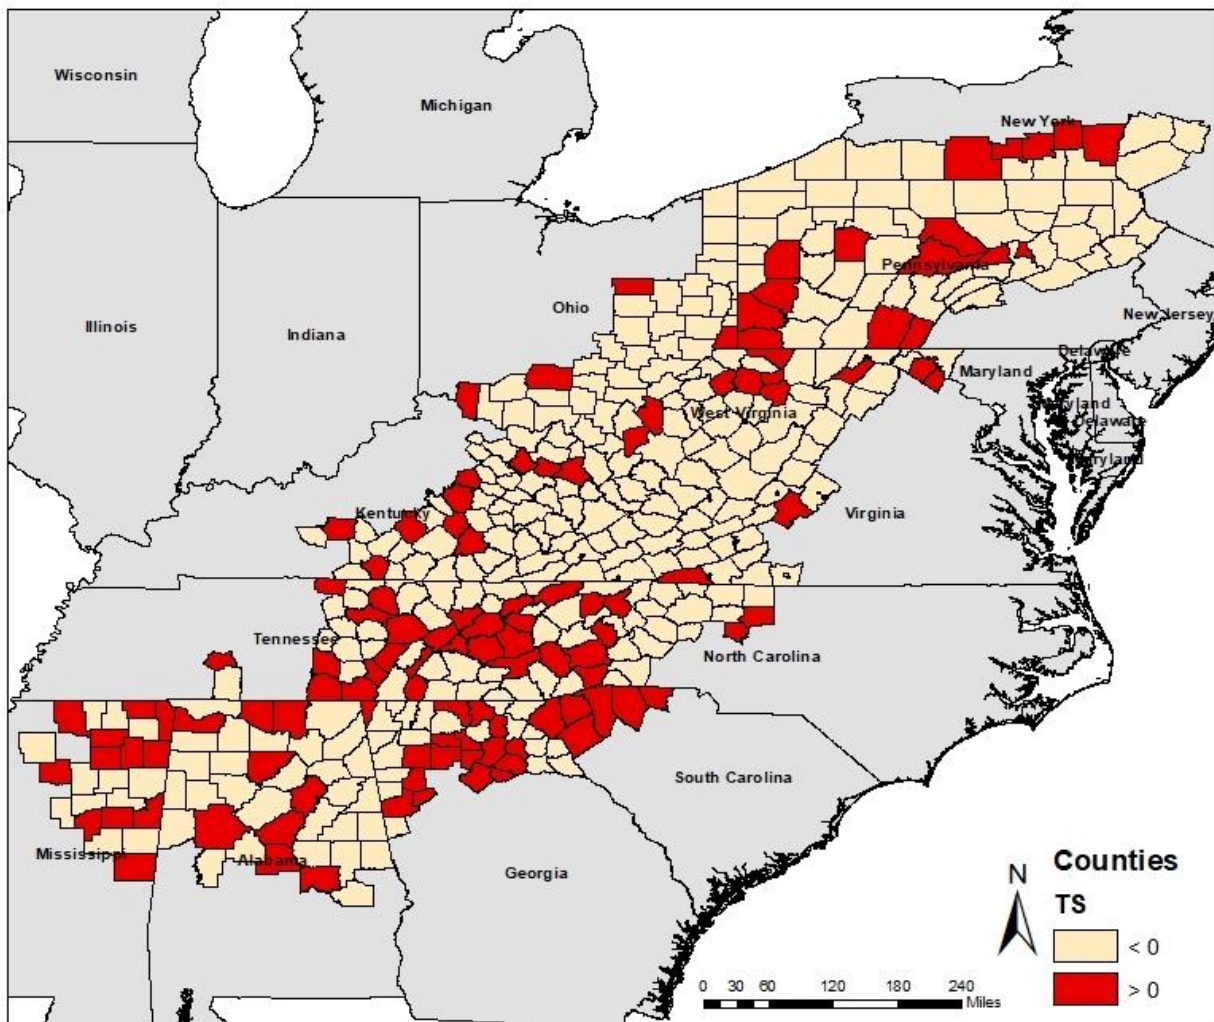 Wisconsin
Michigan
New York
Pennsylvania
Ohio
Illinois
Indiana
New Jersey
Delaware
Maryland
Maryland
Delaware
Maryland
West Virginia
Kentucky
Virginia
Tennessee
North Carolina
South Carolina
Mississippi
Alabama
Georgia
Counties
TS
< 0
> 0
N
0 30 60 120 180 240
Miles